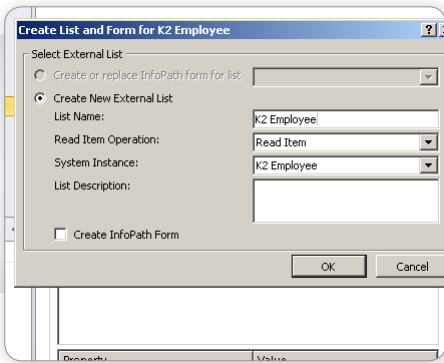 Create List and Form for K2 Employee
Select External List
Create or replace InfoPath form for list
Create New External List
List Name: K2 Employee
Read Item Operation: Read Item
System Instance: K2 Employee
List Description:
Create InfoPath Form
OK Cancel
Property Value